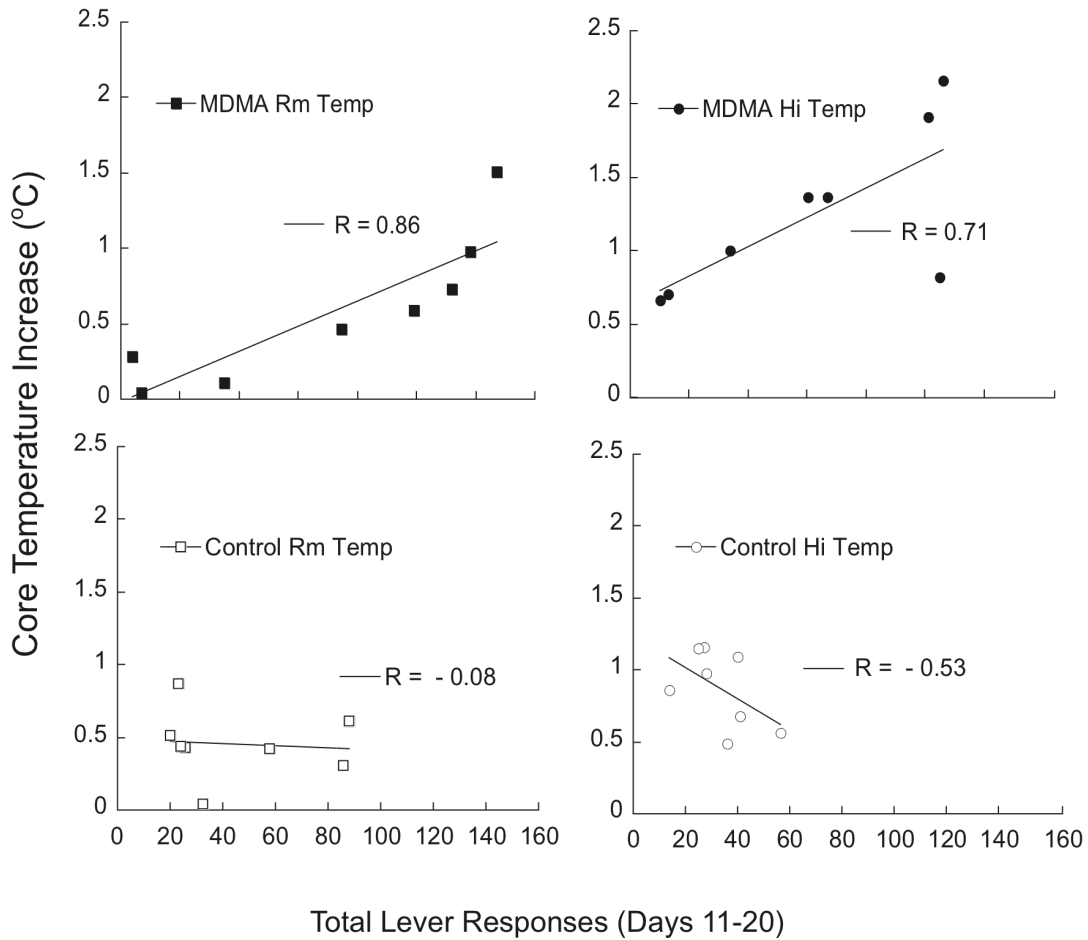 Core Temperature Increase (ºC)
2.5
2
1.5
1
0.5
0
MDMA Rm Temp
R = 0.86
2.5
2
1.5
1
0.5
0
MDMA Hi Temp
R = 0.71
2.5
2
1.5
1
0.5
0
Control Rm Temp
R = - 0.08
0 20 40 60 80 100 120 140 160
2.5
2
1.5
1
0.5
0
Control Hi Temp
R = - 0.53
0 20 40 60 80 100 120 140 160
Total Lever Responses (Days 11-20)